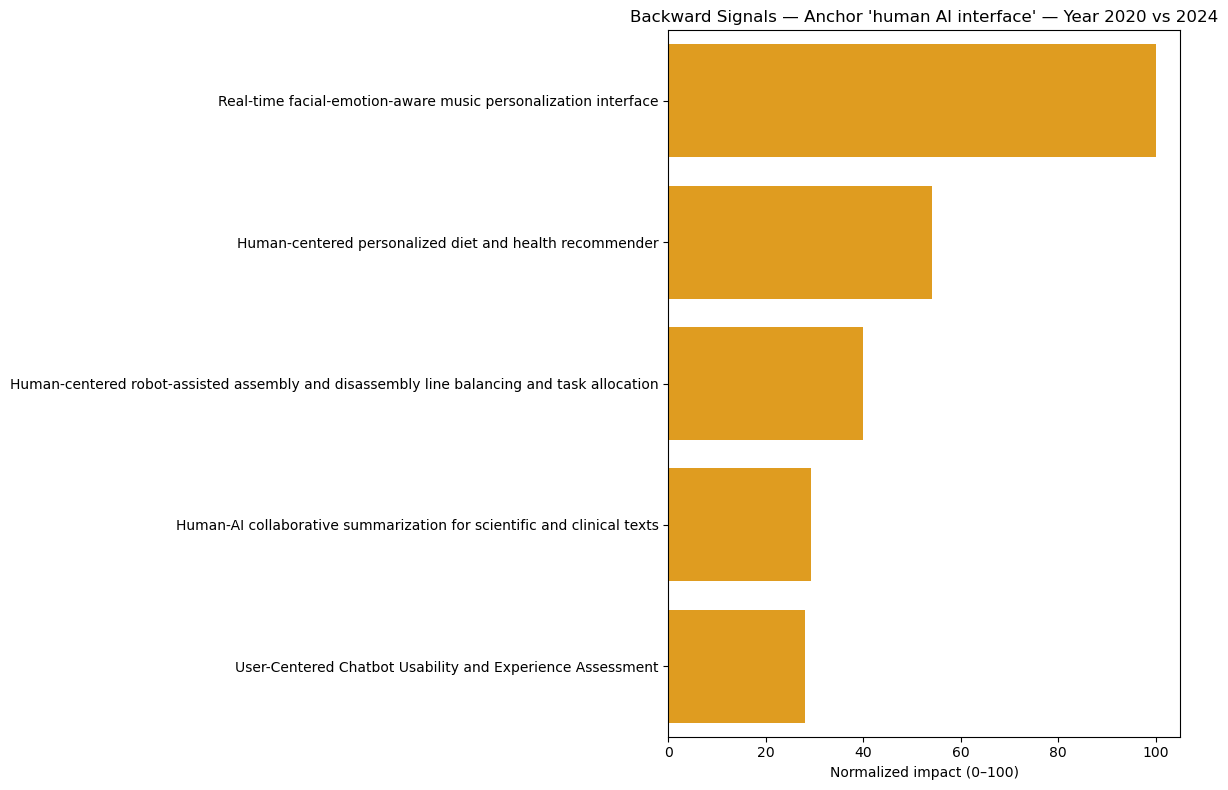 Backward Signals — Anchor 'human AI interface' — Year 2020 vs 2024
Real-time facial-emotion-aware music personalization interface
Human-centered personalized diet and health recommender
Human-centered robot-assisted assembly and disassembly line balancing and task allocation
Human-AI collaborative summarization for scientific and clinical texts
User-Centered Chatbot Usability and Experience Assessment
0 20 40 60 80 100
Normalized impact (0–100)